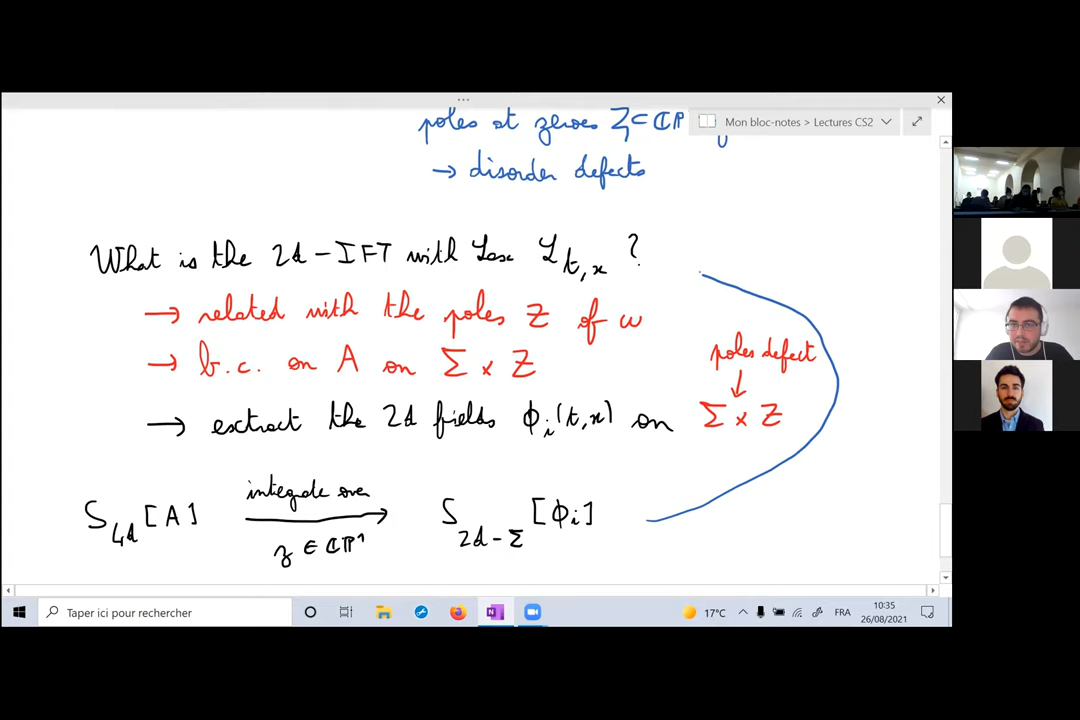 poles at zeroes ℤ ⊂ ℂP
Mon bloc-notes > Lectures CS2
→ disorder defects
What is the 2d-IFT with Lax ℒ_{t,x} ?
→ related with the poles Z of ω
→ b.c. on A on Σ × Z
poles defect
↓
→ extract the 2d fields ϕ_i(t,x) on Σ × Z
integrate over
S_{4d}[A] → S_{2d-Σ}[ϕ_i]
z ∈ ℂP¹
Taper ici pour rechercher
17°C
FRA
10:35
26/08/2021